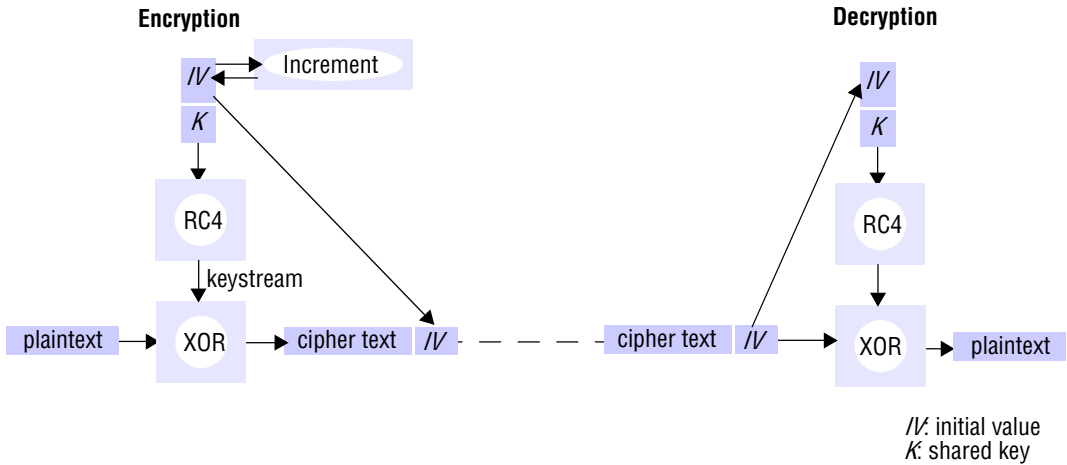 Encryption
Decryption
IV
Increment
IV
K
K
RC4
RC4
keystream
plaintext
XOR
cipher text
IV
cipher text
IV
XOR
plaintext
IV: initial value
K: shared key